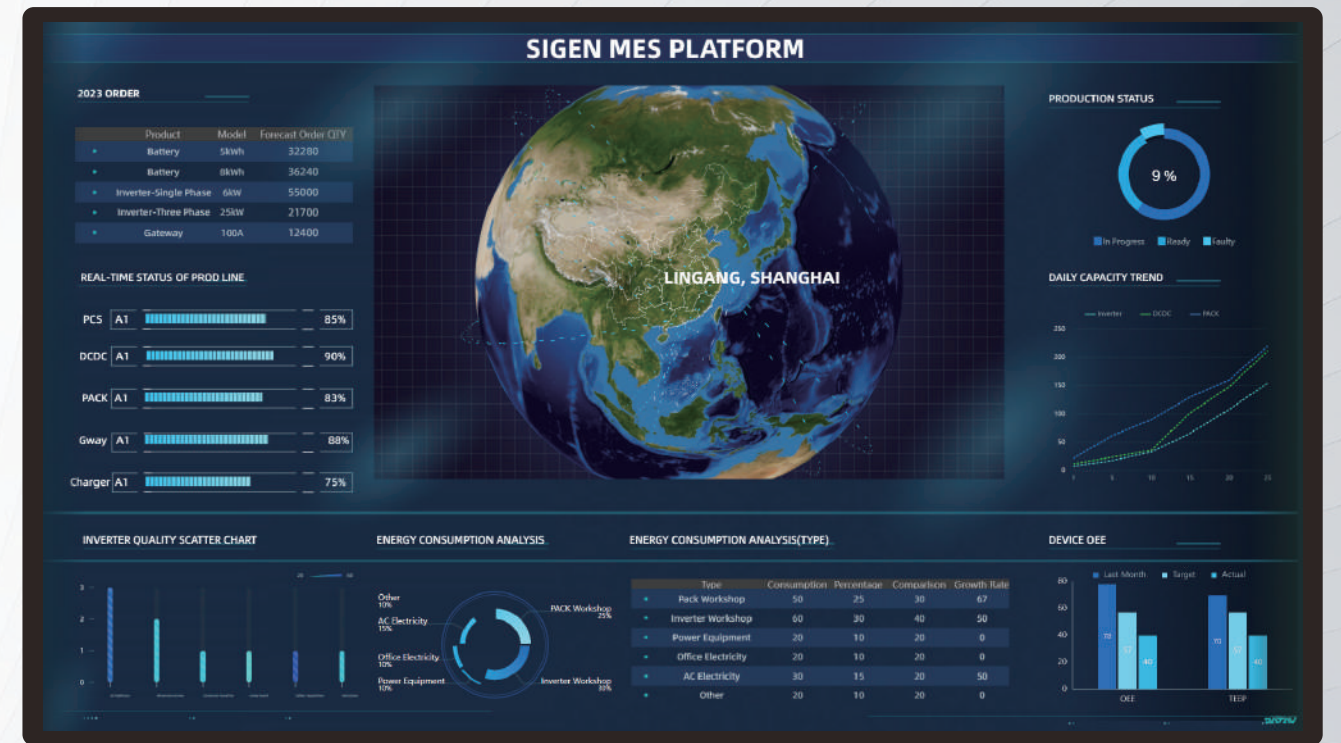 SIGEN MES PLATFORM
2023 ORDER
Product Model Forecast Order QTY
Battery 5kWh 32280
Battery 8kWh 36240
Inverter-Single Phase 6kW 55000
Inverter-Three Phase 25kW 21700
Gateway 100A 12400
REAL-TIME STATUS OF PROD LINE
PCS A1 85%
DCDC A1 90%
PACK A1 83%
Gway A1 88%
Charger A1 75%
LINGANG, SHANGHAI
PRODUCTION STATUS
9 %
In Progress Ready Faulty
DAILY CAPACITY TREND
Inverter DCDC PACK
250
200
150
100
50
0
5 10 15 20 25
INVERTER QUALITY SCATTER CHART
3
2
1
0
ENERGY CONSUMPTION ANALYSIS
Other
10%
AC Electricity
15%
Office Electricity
10%
Power Equipment
10%
PACK Workshop
25%
Inverter Workshop
30%
ENERGY CONSUMPTION ANALYSIS(TYPE)
Type Consumption Percentage Comparison Growth Rate
Pack Workshop 50 25 30 67
Inverter Workshop 60 30 40 50
Power Equipment 20 10 20 0
Office Electricity 20 10 20 0
AC Electricity 30 15 20 50
Other 20 10 20 0
DEVICE OEE
Last Month Target Actual
80
60
40
20
0
78 57 40
70 57 40
OEE TEEP